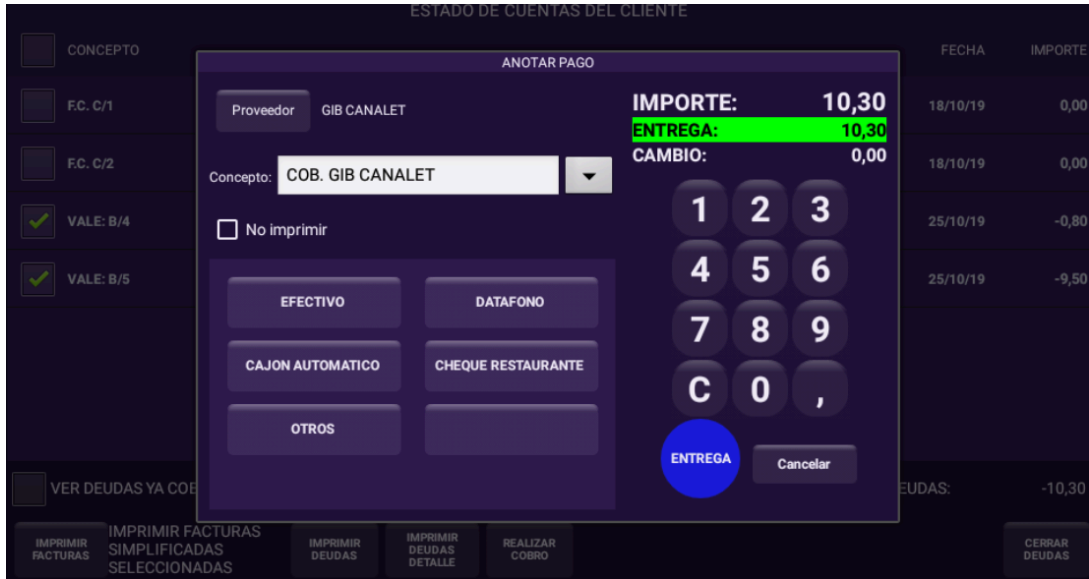 ESTADO DE CUENTAS DEL CLIENTE
CONCEPTO FECHA IMPORTE
F.C. C/1 18/10/19 0,00
F.C. C/2 18/10/19 0,00
VALE: B/4 25/10/19 -0,80
VALE: B/5 25/10/19 -9,50
ANOTAR PAGO
Proveedor GIB CANALET
Concepto: COB. GIB CANALET
No imprimir
EFECTIVO DATAFONO
CAJON AUTOMATICO CHEQUE RESTAURANTE
OTROS
IMPORTE: 10,30
ENTREGA: 10,30
CAMBIO: 0,00
1 2 3
4 5 6
7 8 9
C 0 ,
ENTREGA Cancelar
VER DEUDAS YA COB EUDAS: -10,30
IMPRIMIR
FACTURAS
IMPRIMIR FACTURAS
SIMPLIFICADAS
SELECCIONADAS
IMPRIMIR
DEUDAS
IMPRIMIR
DEUDAS
DETALLE
REALIZAR
COBRO
CERRAR
DEUDAS